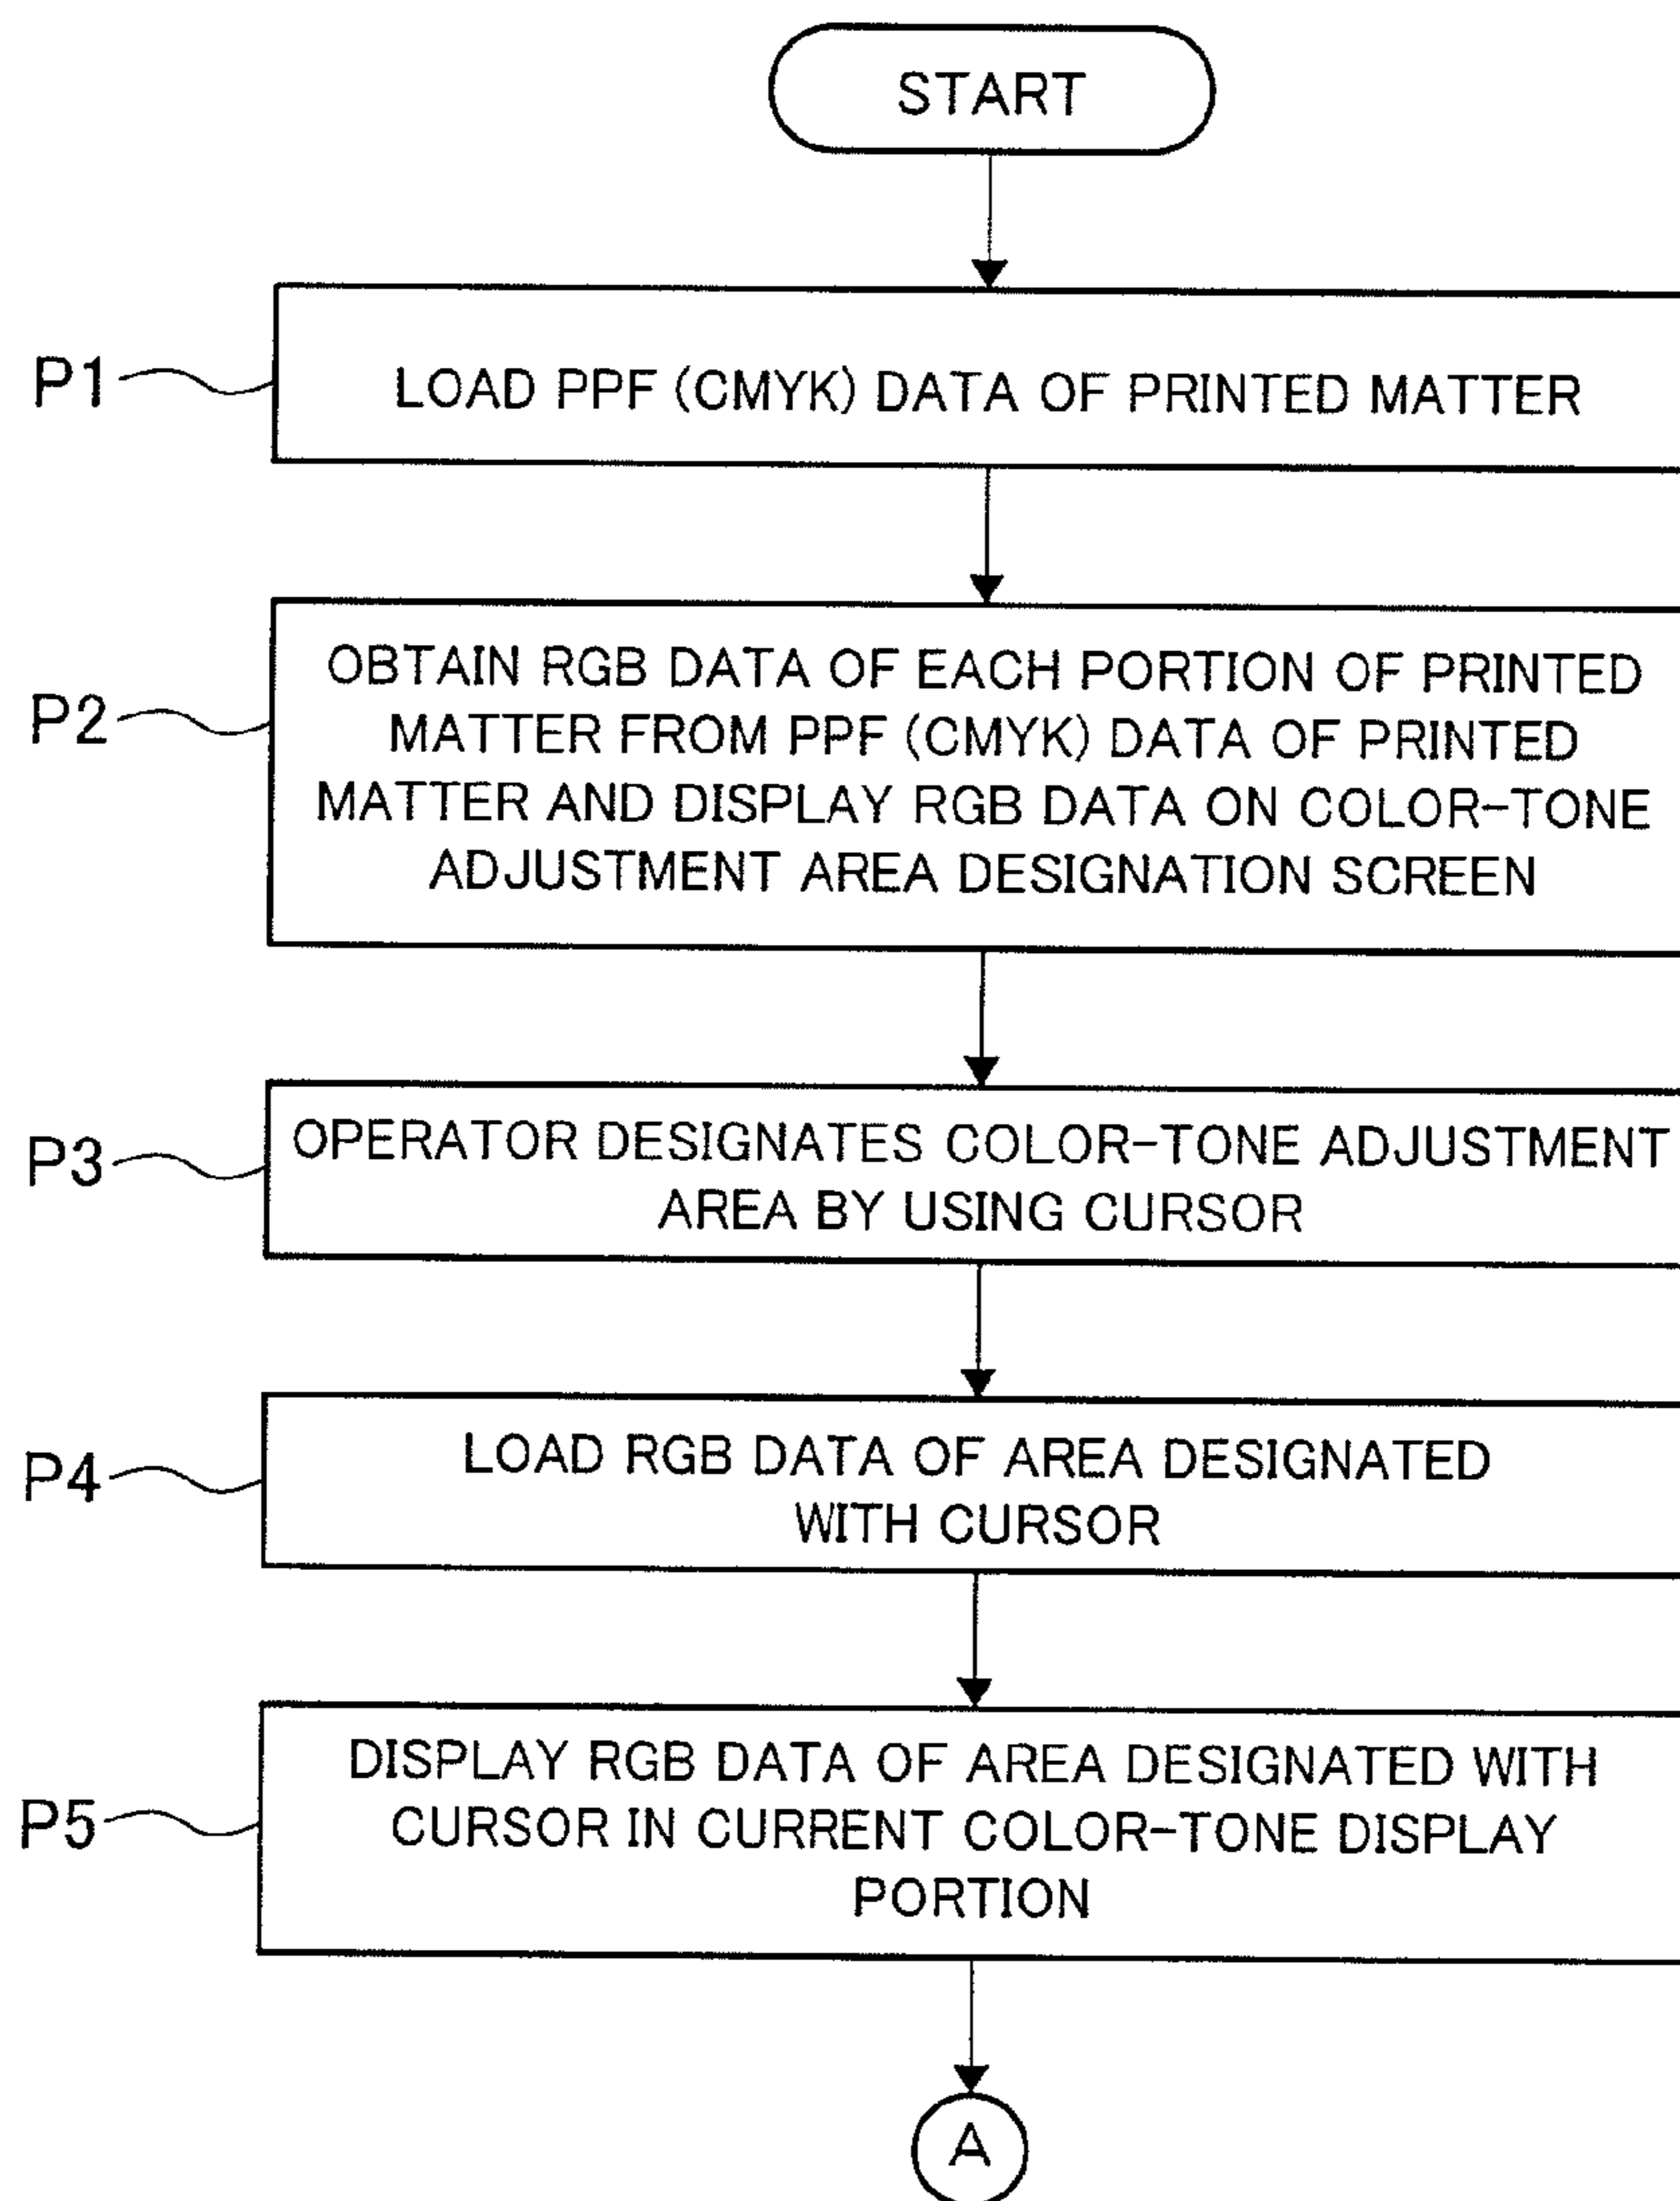 START
P1
LOAD PPF (CMYK) DATA OF PRINTED MATTER
P2
OBTAIN RGB DATA OF EACH PORTION OF PRINTED
MATTER FROM PPF (CMYK) DATA OF PRINTED
MATTER AND DISPLAY RGB DATA ON COLOR-TONE
ADJUSTMENT AREA DESIGNATION SCREEN
P3
OPERATOR DESIGNATES COLOR-TONE ADJUSTMENT
AREA BY USING CURSOR
P4
LOAD RGB DATA OF AREA DESIGNATED
WITH CURSOR
P5
DISPLAY RGB DATA OF AREA DESIGNATED WITH
CURSOR IN CURRENT COLOR-TONE DISPLAY
PORTION
A